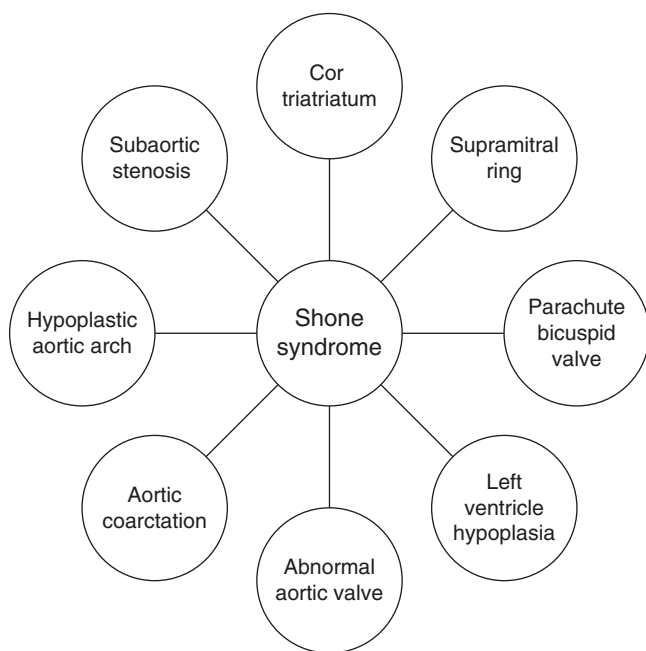 Cor
triatriatum
Subaortic
stenosis
Supramitral
ring
Hypoplastic
aortic arch
Shone
syndrome
Parachute
bicuspid
valve
Aortic
coarctation
Left
ventricle
hypoplasia
Abnormal
aortic valve